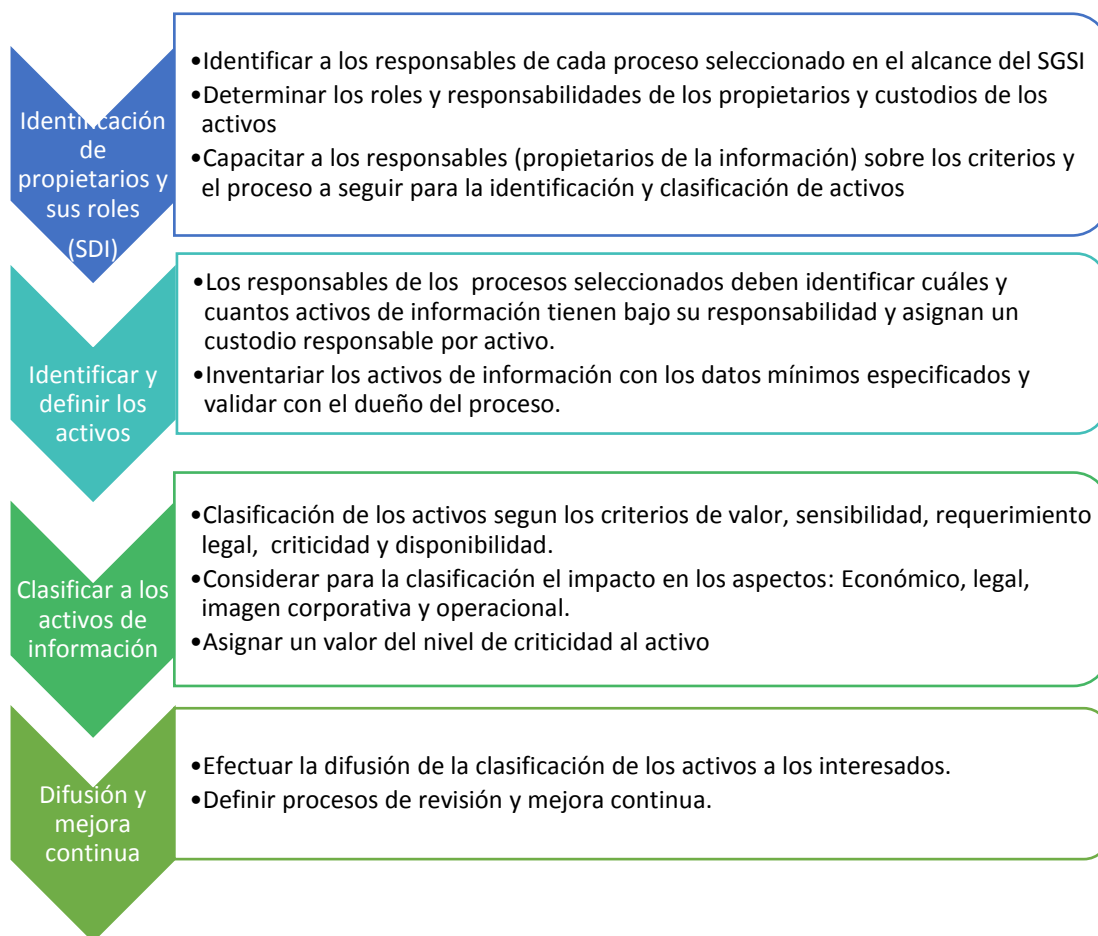 Identificación
de
propietarios y
sus roles
(SDI)
•Identificar a los responsables de cada proceso seleccionado en el alcance del SGSI
•Determinar los roles y responsabilidades de los propietarios y custodios de los
activos
•Capacitar a los responsables (propietarios de la información) sobre los criterios y
el proceso a seguir para la identificación y clasificación de activos
Identificar y
definir los
activos
•Los responsables de los procesos seleccionados deben identificar cuáles y
cuantos activos de información tienen bajo su responsabilidad y asignan un
custodio responsable por activo.
•Inventariar los activos de información con los datos mínimos especificados y
validar con el dueño del proceso.
Clasificar a los
activos de
información
•Clasificación de los activos segun los criterios de valor, sensibilidad, requerimiento
legal, criticidad y disponibilidad.
•Considerar para la clasificación el impacto en los aspectos: Económico, legal,
imagen corporativa y operacional.
•Asignar un valor del nivel de criticidad al activo
Difusión y
mejora
continua
•Efectuar la difusión de la clasificación de los activos a los interesados.
•Definir procesos de revisión y mejora continua.